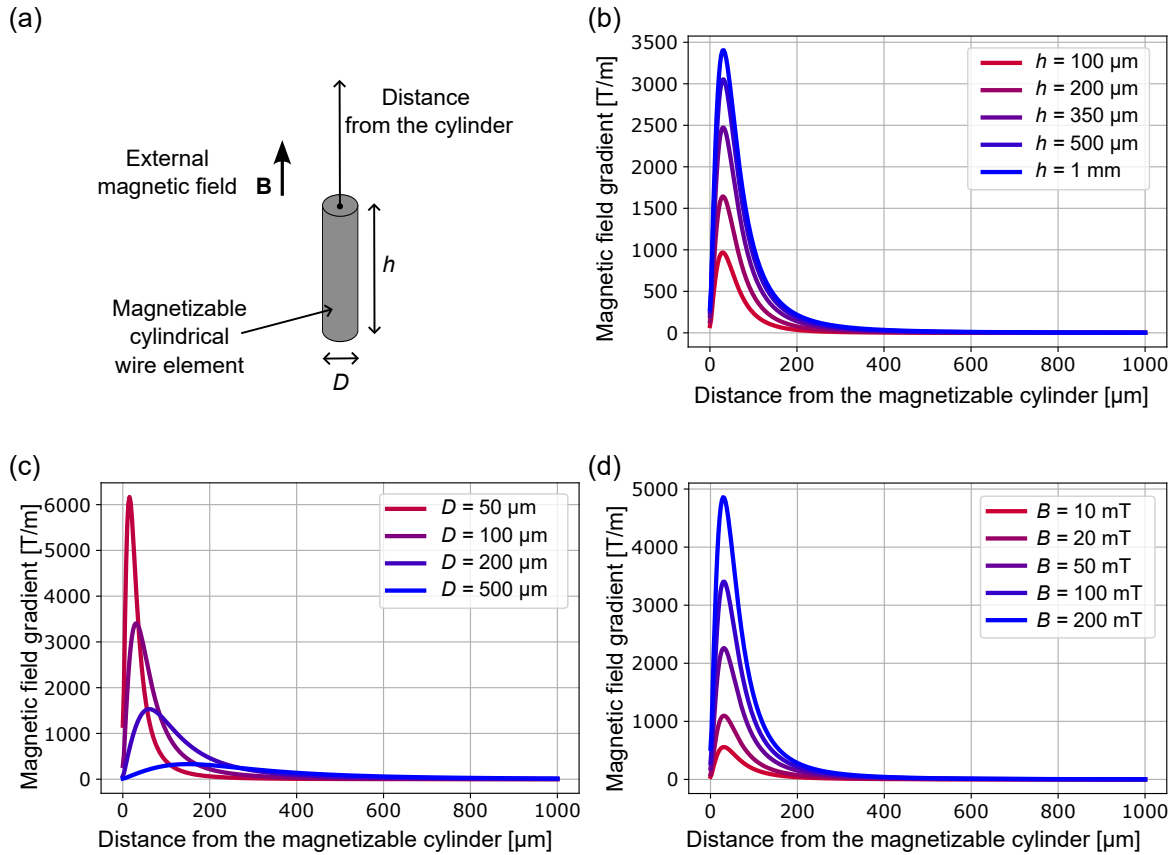 (a)
Distance
from the cylinder
External
magnetic field
B
h
Magnetizable
cylindrical
wire element
D
(b)
Magnetic field gradient [T/m]
3500
3000
2500
2000
1500
1000
500
0
h = 100 µm
h = 200 µm
h = 350 µm
h = 500 µm
h = 1 mm
0 200 400 600 800 1000
Distance from the magnetizable cylinder [µm]
(c)
Magnetic field gradient [T/m]
6000
5000
4000
3000
2000
1000
0
D = 50 µm
D = 100 µm
D = 200 µm
D = 500 µm
0 200 400 600 800 1000
Distance from the magnetizable cylinder [µm]
(d)
Magnetic field gradient [T/m]
5000
4000
3000
2000
1000
0
B = 10 mT
B = 20 mT
B = 50 mT
B = 100 mT
B = 200 mT
0 200 400 600 800 1000
Distance from the magnetizable cylinder [µm]